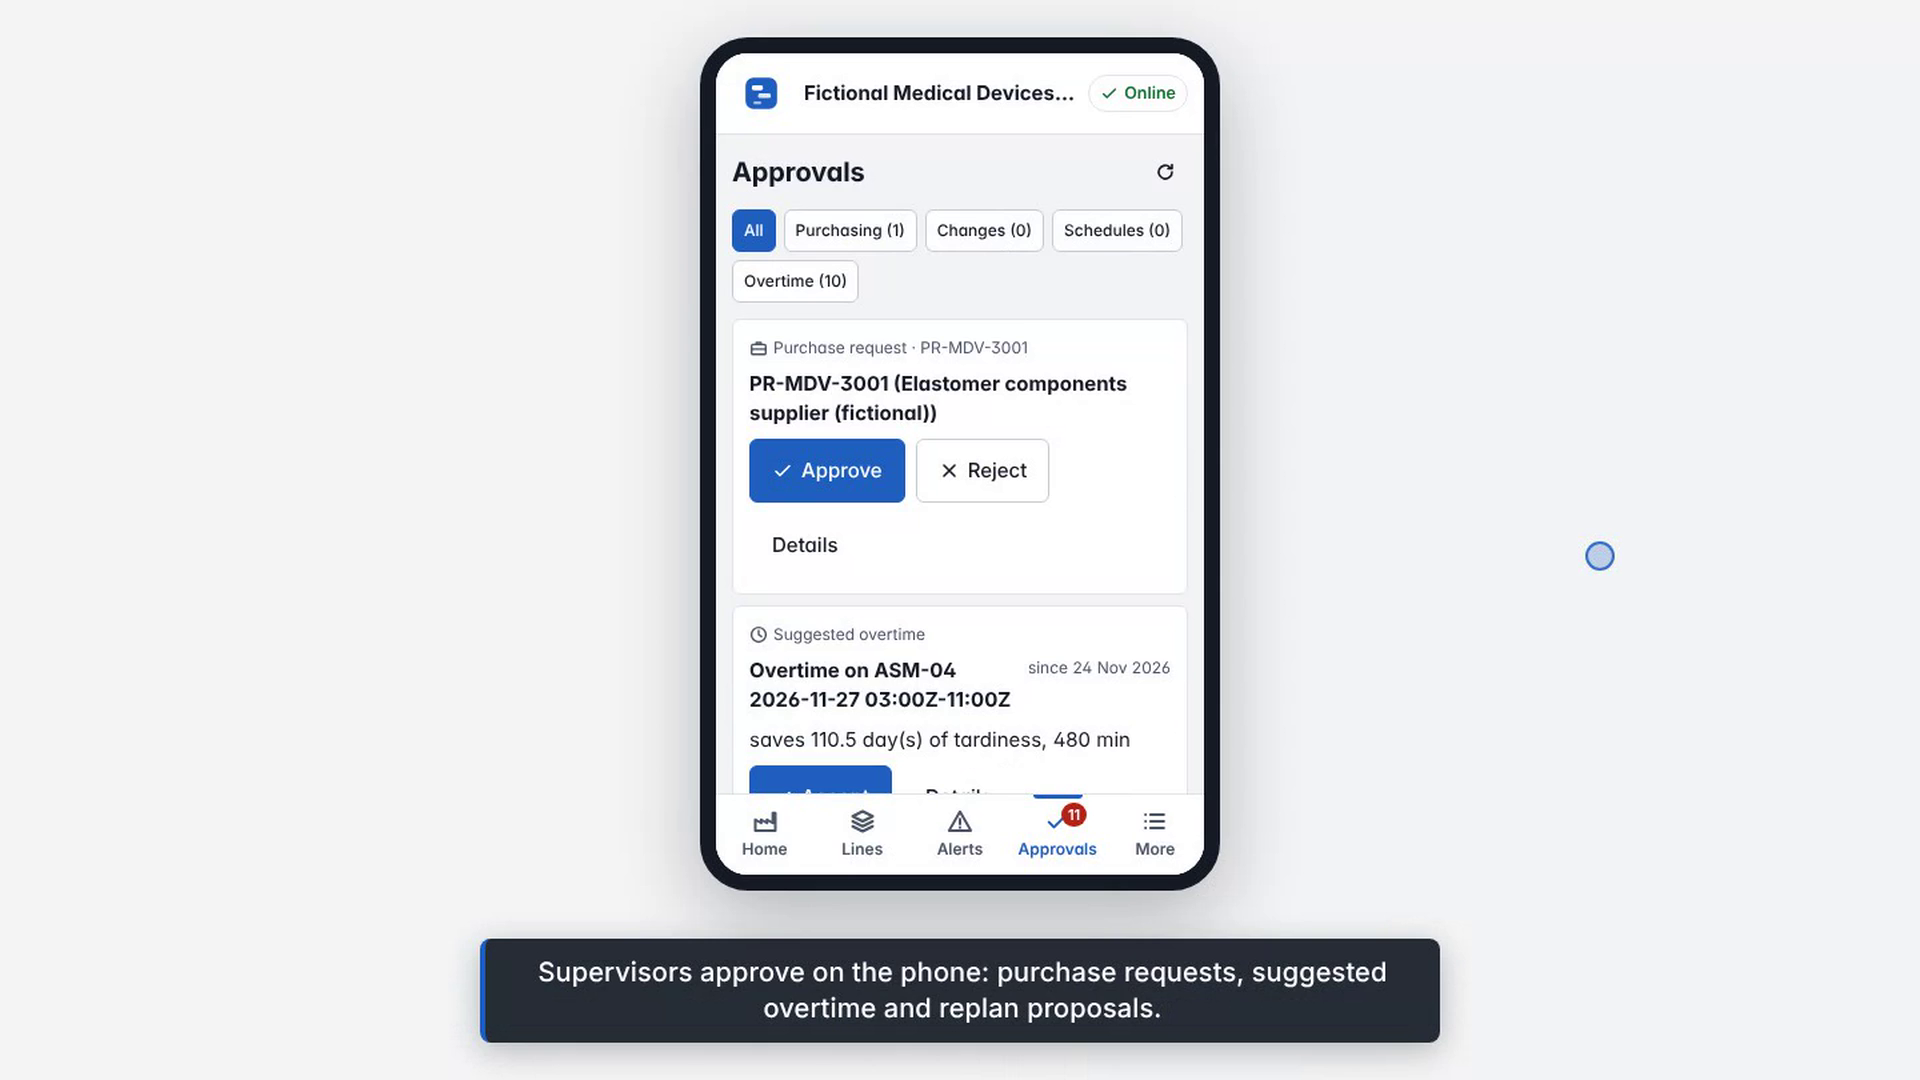 Fictional Medical Devices...
Online
Approvals
All
Purchasing (1)
Changes (0)
Schedules (0)
Overtime (10)
Purchase request · PR-MDV-3001
PR-MDV-3001 (Elastomer components
supplier (fictional))
Approve
Reject
Details
Suggested overtime
Overtime on ASM-04
since 24 Nov 2026
2026-11-27 03:00Z-11:00Z
saves 110.5 day(s) of tardiness, 480 min
Accept
Details
11
Home
Lines
Alerts
Approvals
More
Supervisors approve on the phone: purchase requests, suggested
overtime and replan proposals.